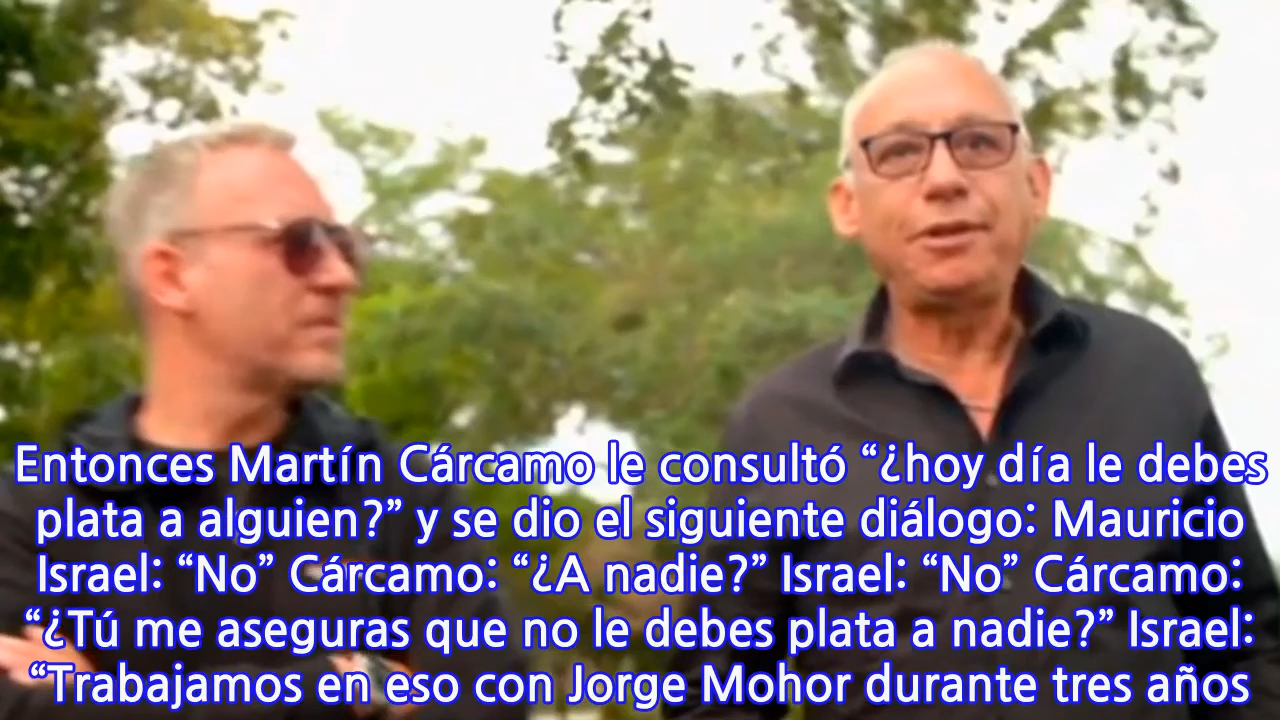 Entonces Martín Cárcamo le consultó “¿hoy día le debes
plata a alguien?” y se dio el siguiente diálogo: Mauricio
Israel: “No” Cárcamo: “¿A nadie?” Israel: “No” Cárcamo:
“¿Tú me aseguras que no le debes plata a nadie?” Israel:
“Trabajamos en eso con Jorge Mohor durante tres años